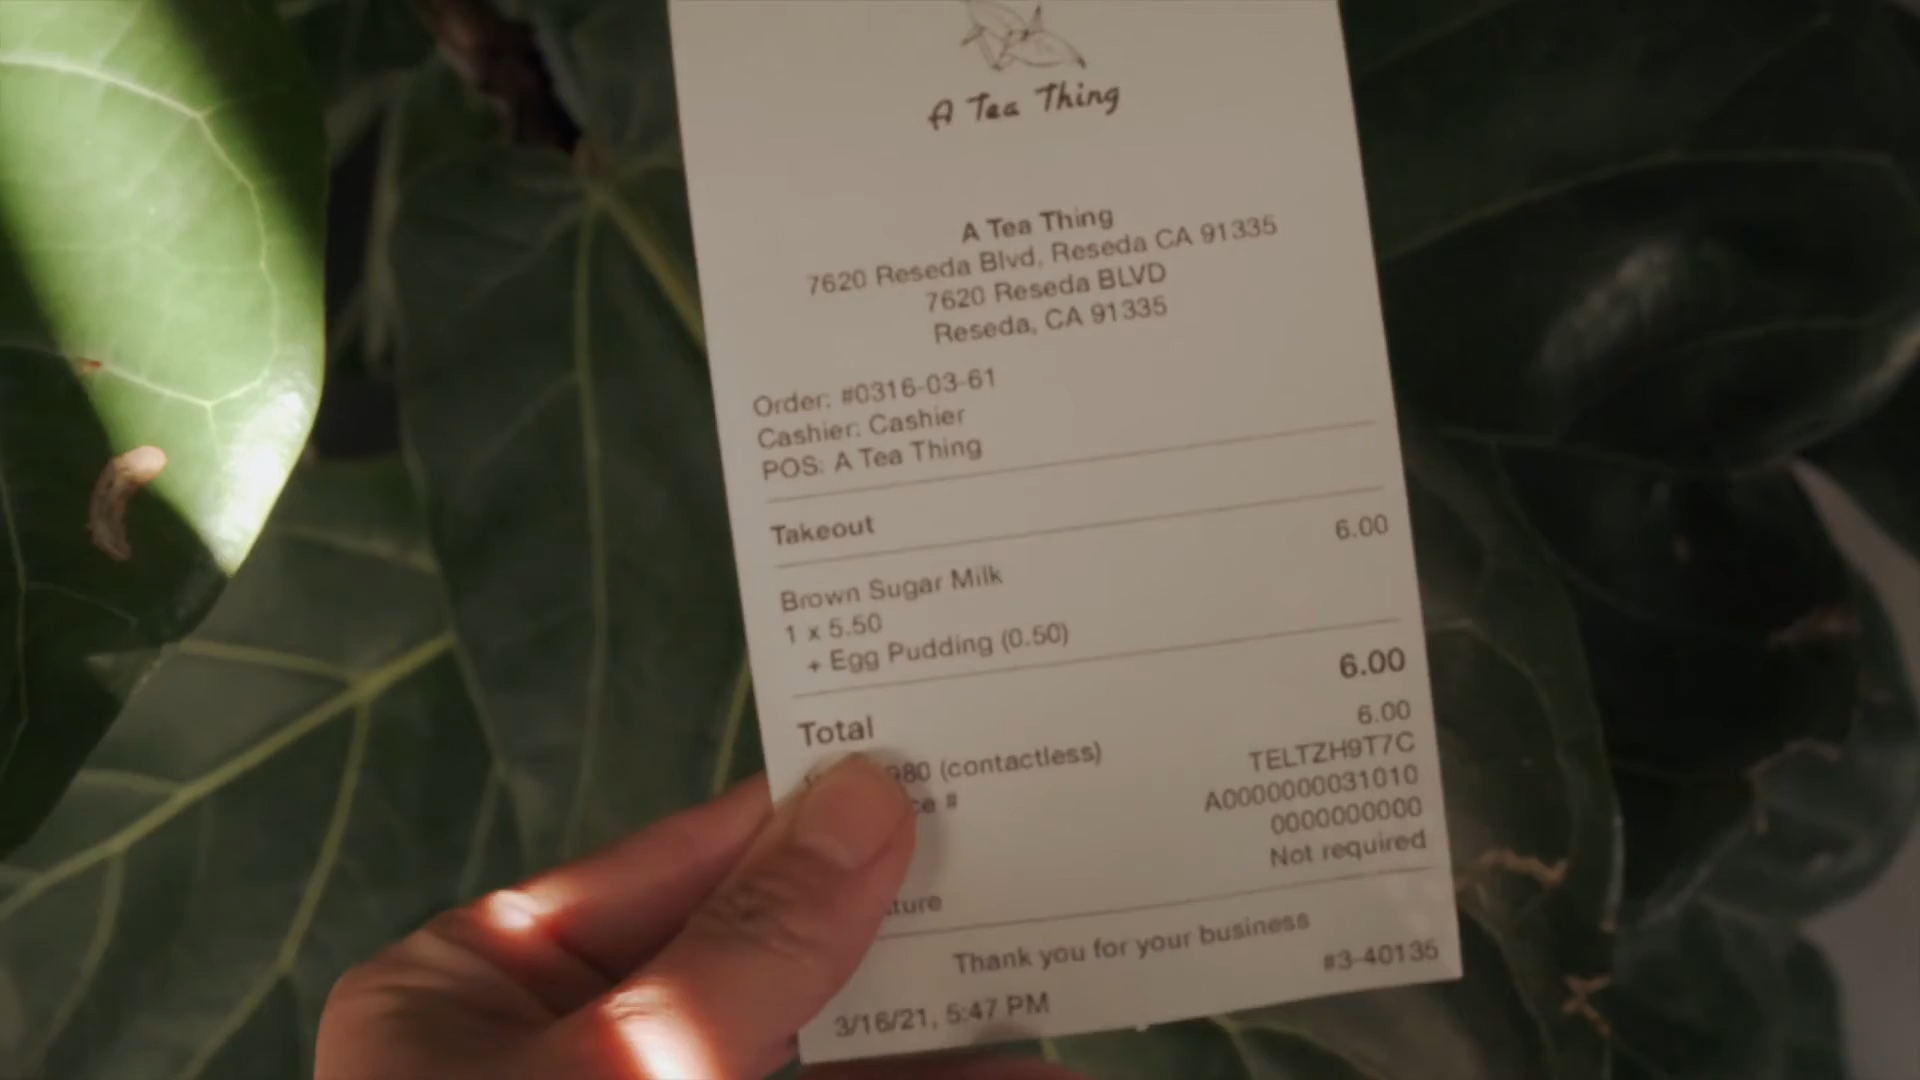 A Tea Thing
A Tea Thing
7620 Reseda Blvd, Reseda CA 91335
7620 Reseda BLVD
Reseda, CA 91335
Order: #0316-03-61
Cashier: Cashier
POS: A Tea Thing
Takeout
Brown Sugar Milk 6.00
1 x 5.50
+ Egg Pudding (0.50)
Total 6.00
980 (contactless) 6.00
# TELTZH9T7C
A0000000031010
0000000000
Not required
Thank you for your business
3/16/21, 5:47 PM #3-40135